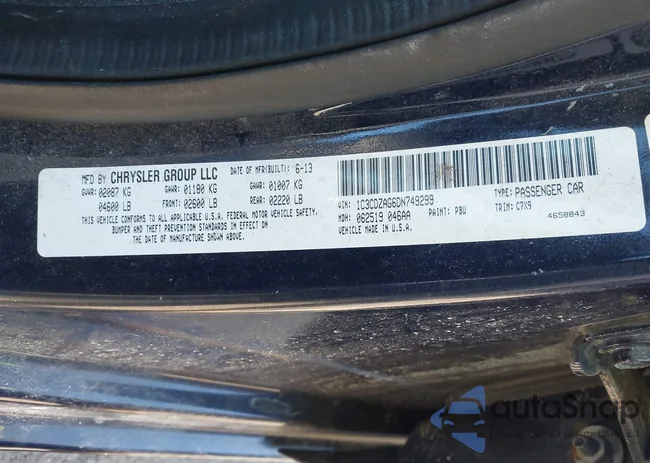 MFD BY CHRYSLER GROUP LLC DATE OF MFR(BUILT): 6-13
GVWR: 02087 KG GAWR: 01180 KG GAWR: 01007 KG
04600 LB FRONT: 02600 LB REAR: 02220 LB
THIS VEHICLE CONFORMS TO ALL APPLICABLE U.S.A. FEDERAL MOTOR VEHICLE SAFETY,
BUMPER AND THEFT PREVENTION STANDARDS IN EFFECT ON
THE DATE OF MANUFACTURE SHOWN ABOVE.
VIN: 1C3CDZAG6DN749299 TYPE: PASSENGER CAR
MDH: 062519 046AA PAINT: PBU TRIM: C7X9
VEHICLE MADE IN U.S.A. 4658843
autoSnap